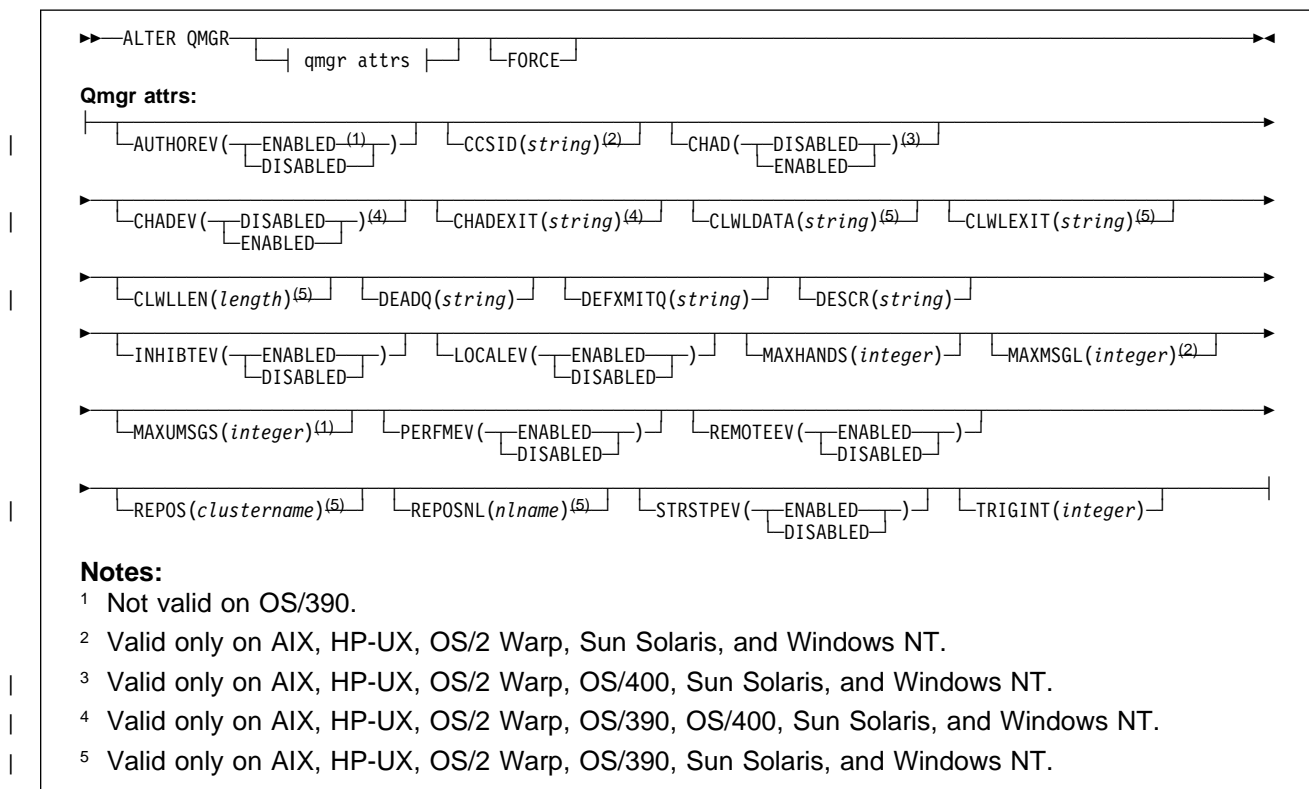 ALTER QMGR
qmgr attrs FORCE
Qmgr attrs:
AUTHOREV( ENABLED (1) ) CCSID(string) (2) CHAD( DISABLED ) (3)
DISABLED ENABLED
CHADEV( DISABLED ) (4) CHADEXIT(string) (4) CLWLDATA(string) (5) CLWLEXIT(string) (5)
ENABLED
CLWLLEN(length) (5) DEADQ(string) DEFXMITQ(string) DESCR(string)
INHIBTEV( ENABLED ) LOCALEV( ENABLED ) MAXHANDS(integer) MAXMSGL(integer) (2)
DISABLED DISABLED
MAXUMSGS(integer) (1) PERFMEV( ENABLED ) REMOTEEV( ENABLED )
DISABLED DISABLED
REPOS(clustername) (5) REPOSNL(nlname) (5) STRSTPEV( ENABLED ) TRIGINT(integer)
DISABLED
Notes:
1 Not valid on OS/390.
2 Valid only on AIX, HP-UX, OS/2 Warp, Sun Solaris, and Windows NT.
3 Valid only on AIX, HP-UX, OS/2 Warp, OS/400, Sun Solaris, and Windows NT.
4 Valid only on AIX, HP-UX, OS/2 Warp, OS/390, OS/400, Sun Solaris, and Windows NT.
5 Valid only on AIX, HP-UX, OS/2 Warp, OS/390, Sun Solaris, and Windows NT.